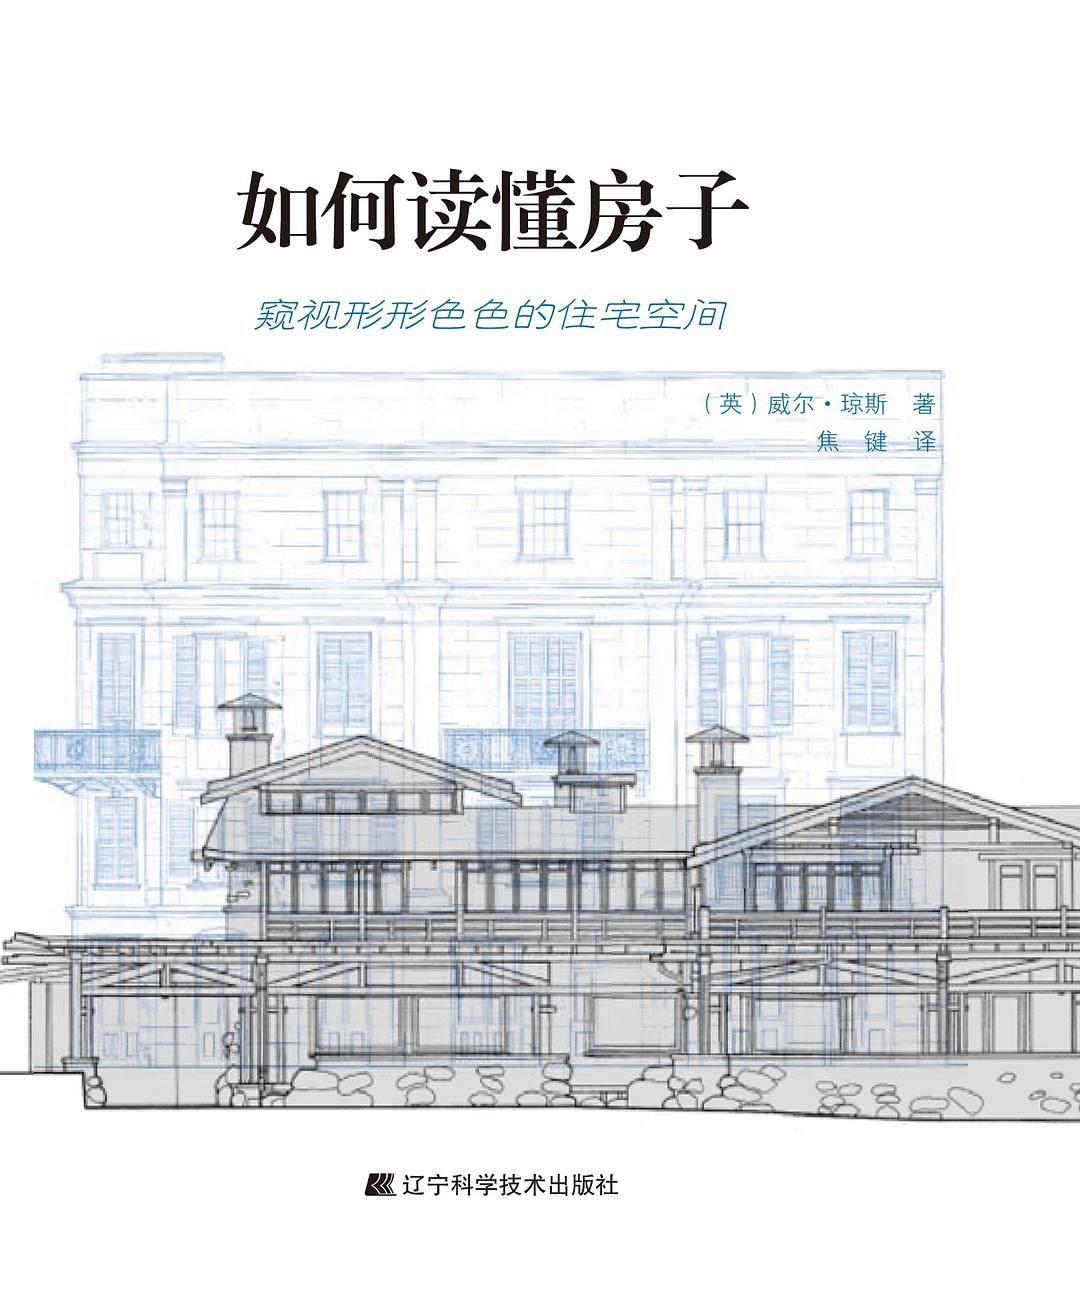 如何读懂房子
窥视形形色色的住宅空间
（英）威尔·琼斯　著
焦　键　译
辽宁科学技术出版社